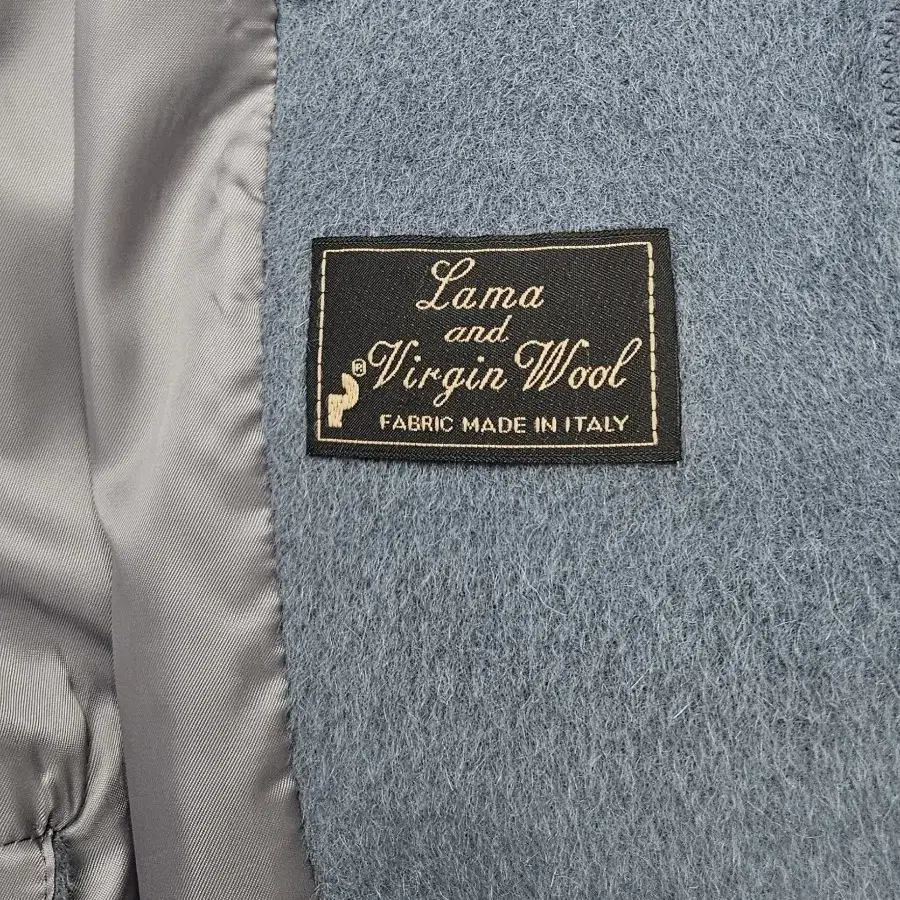 Lama
and
® Virgin Wool
FABRIC MADE IN ITALY